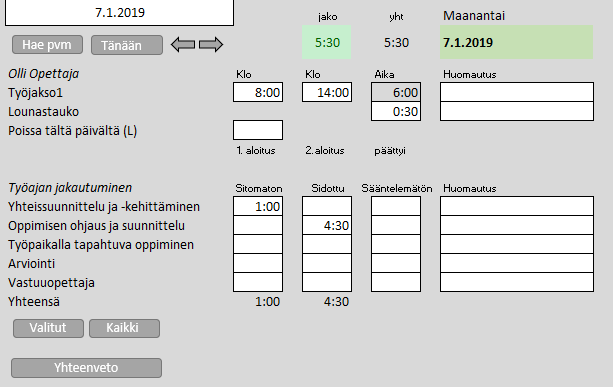 7.1.2019
jako yht Maanantai
Hae pvm Tänään 5:30 5:30 7.1.2019
Olli Opettaja Klo Klo Aika Huomautus
Työjakso1 8:00 14:00 6:00
Lounastauko 0:30
Poissa tältä päivältä (L)
1. aloitus 2. aloitus päättyi
Työajan jakautuminen Sitomaton Sidottu Sääntelemätön Huomautus
Yhteissuunnittelu ja -kehittäminen 1:00
Oppimisen ohjaus ja suunnittelu 4:30
Työpaikalla tapahtuva oppiminen
Arviointi
Vastuuopettaja
Yhteensä 1:00 4:30
Valitut Kaikki
Yhteenveto